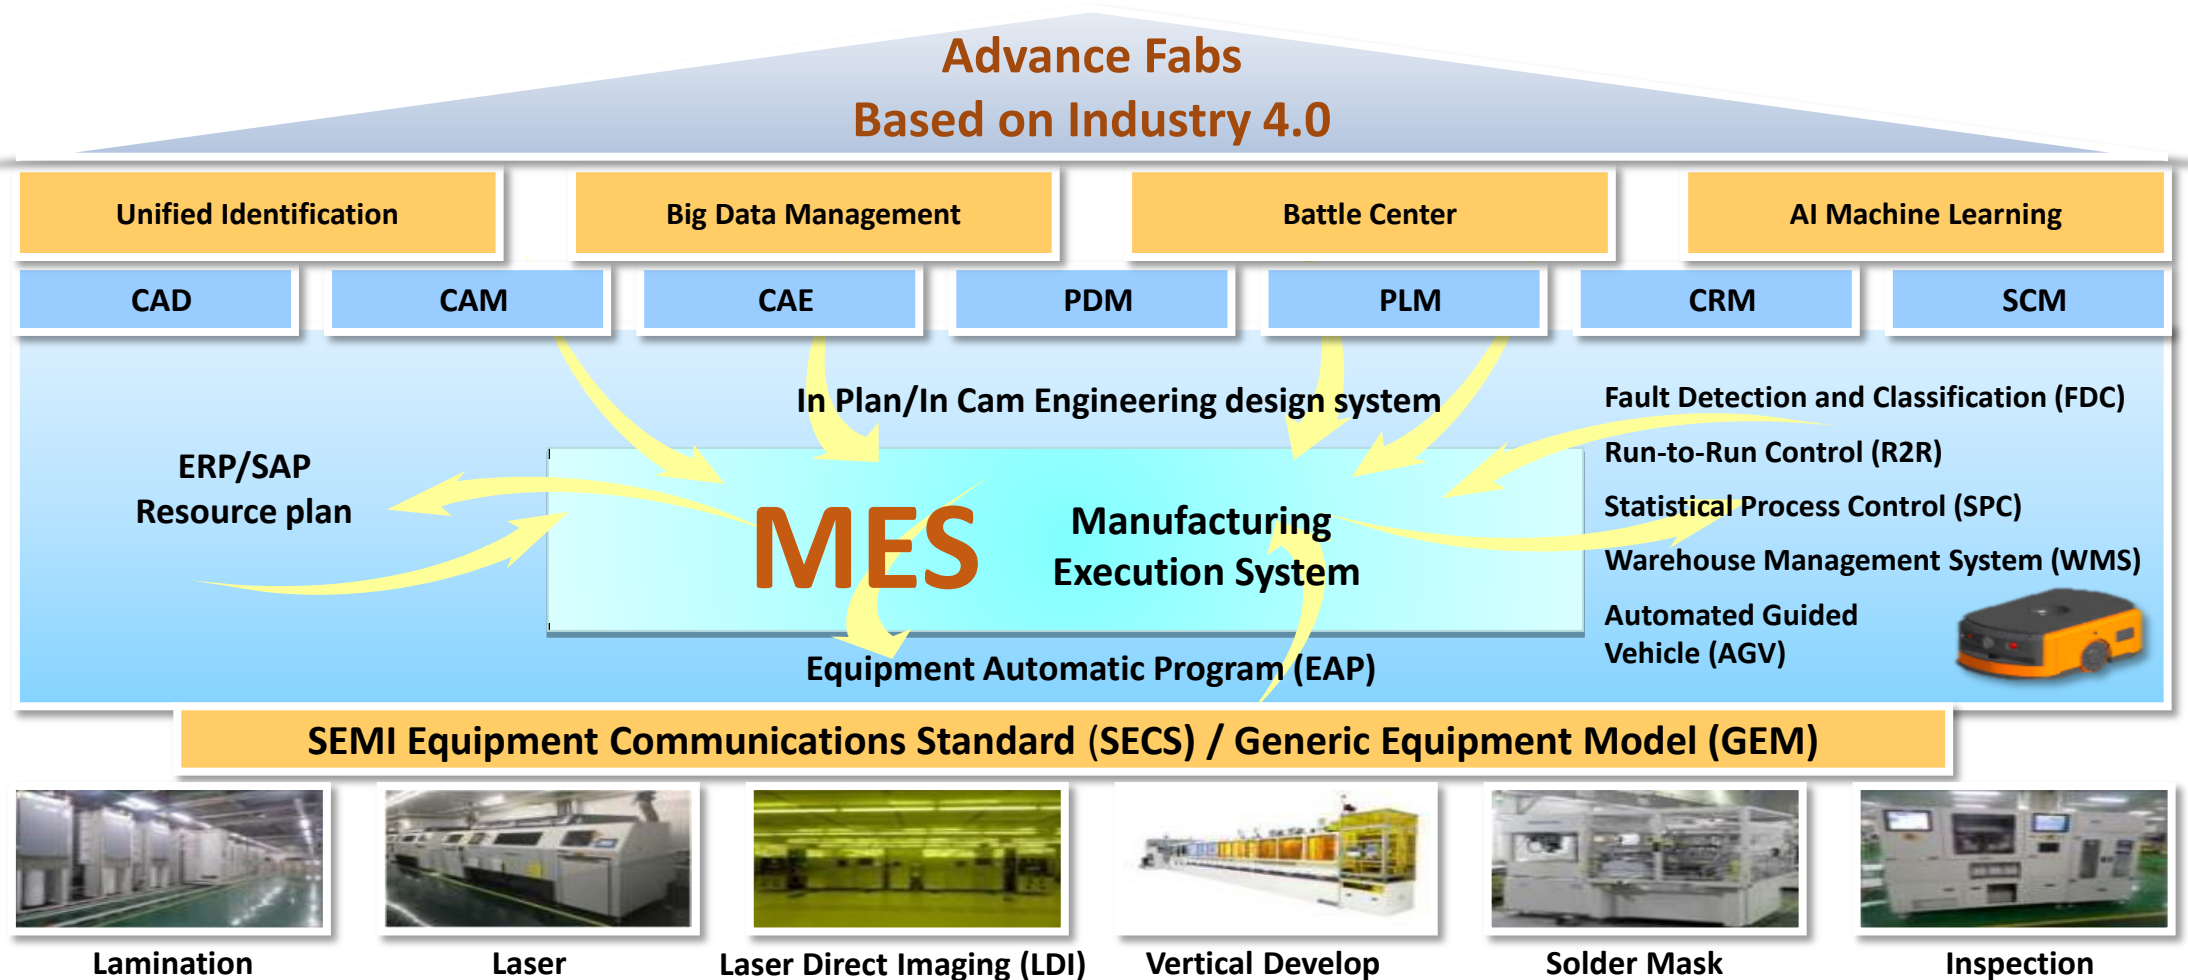 Advance Fabs
Based on Industry 4.0
Unified Identification
Big Data Management
Battle Center
AI Machine Learning
CAD
CAM
CAE
PDM
PLM
CRM
SCM
In Plan/In Cam Engineering design system
ERP/SAP
Resource plan
MES
Manufacturing
Execution System
Fault Detection and Classification (FDC)
Run-to-Run Control (R2R)
Statistical Process Control (SPC)
Warehouse Management System (WMS)
Automated Guided
Vehicle (AGV)
Equipment Automatic Program (EAP)
SEMI Equipment Communications Standard (SECS) / Generic Equipment Model (GEM)
Lamination
Laser
Laser Direct Imaging (LDI)
Vertical Develop
Solder Mask
Inspection